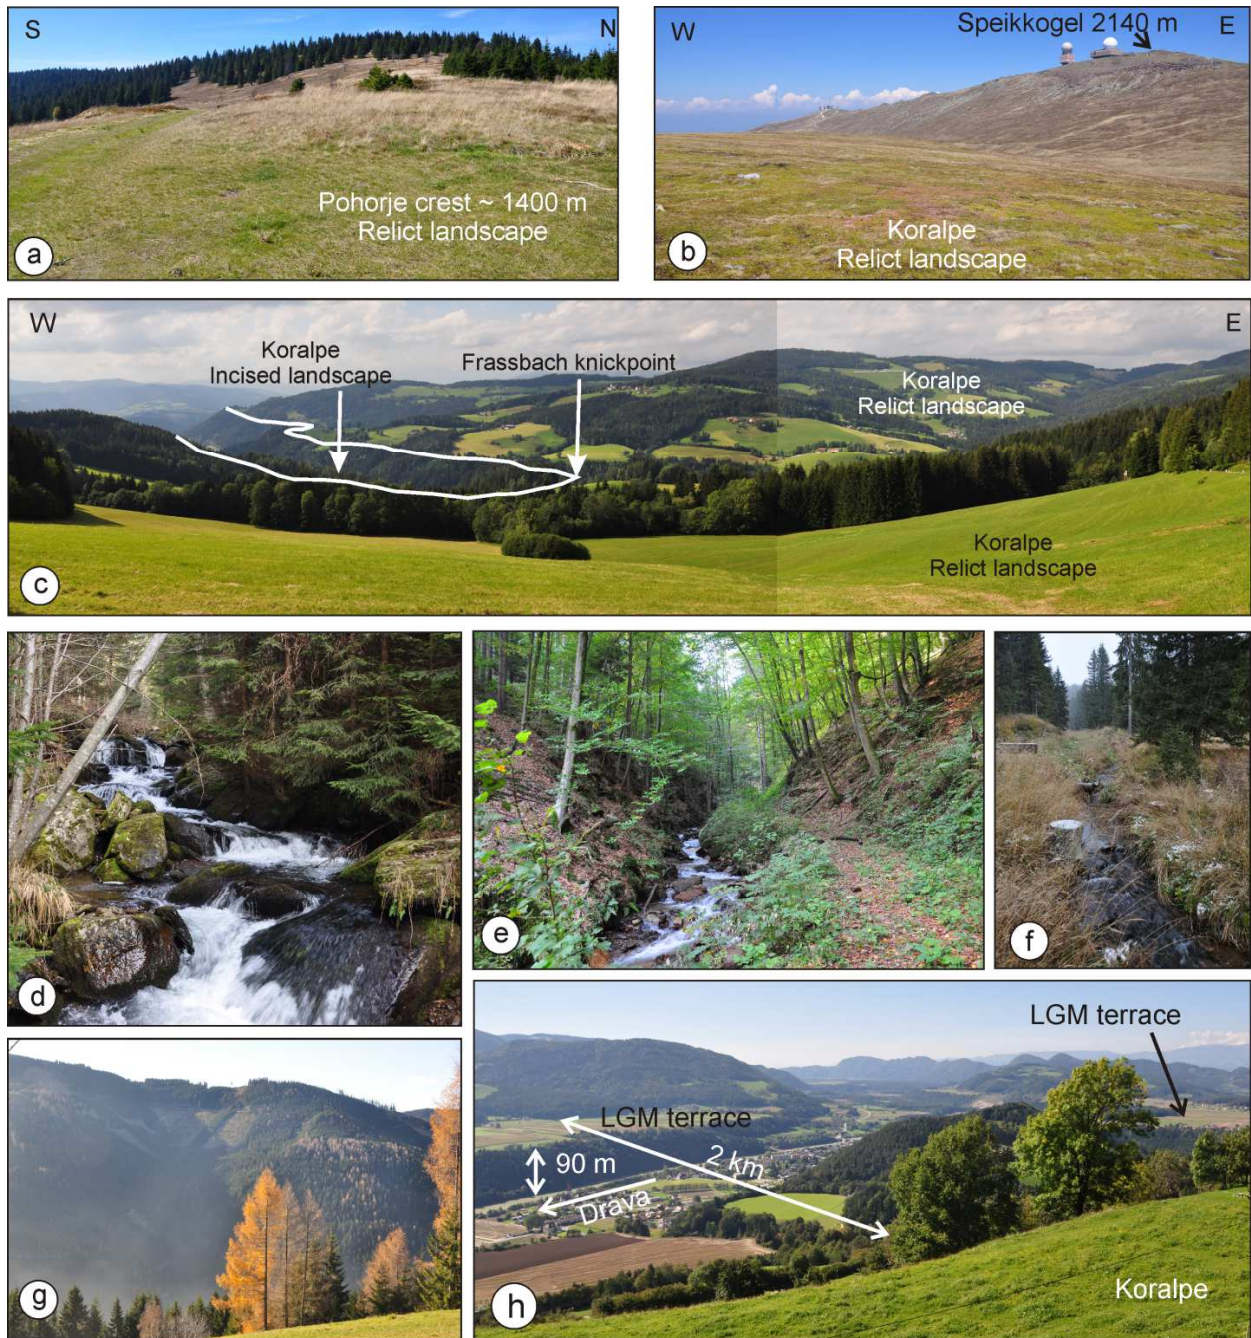 S
N
Pohorje crest ~ 1400 m
Relict landscape
a
W
Speikkogel 2140 m
E
Koralpe
Relict landscape
b
W
E
Koralpe
Incised landscape
Frassbach knickpoint
Koralpe
Relict landscape
Koralpe
Relict landscape
c
d
e
f
g
LGM terrace
LGM terrace
90 m
2 km
Drava
Koralpe
h